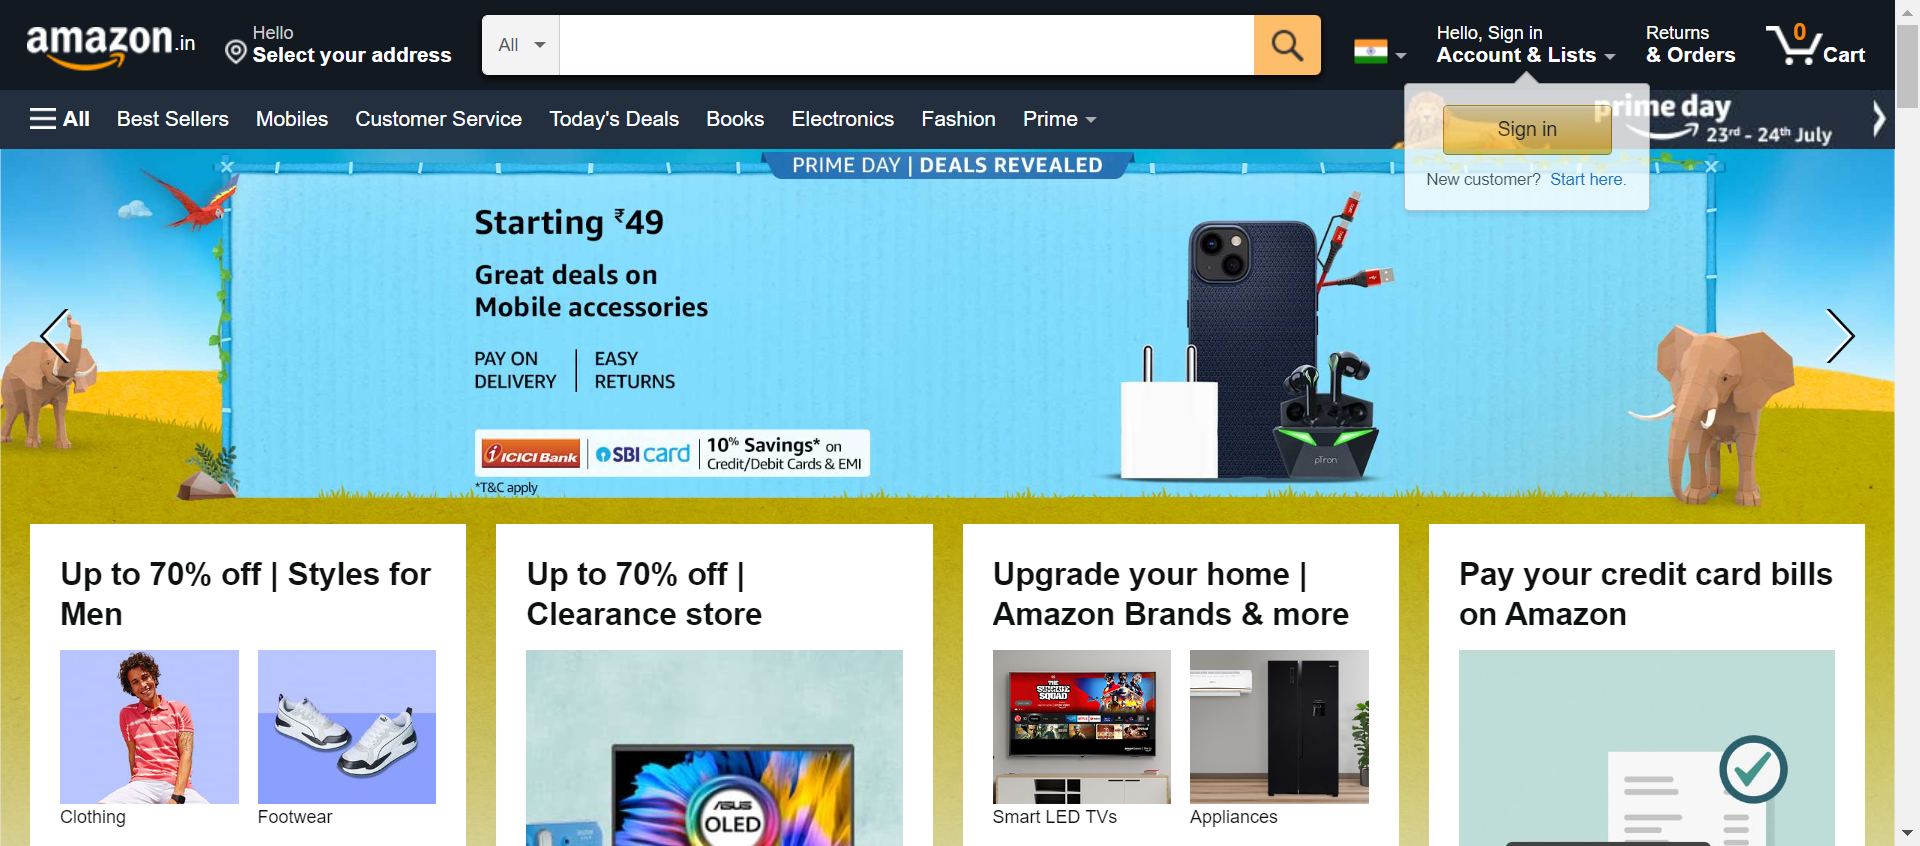 amazon.in
Hello
Select your address
All
Hello, Sign in
Account & Lists
Returns
& Orders
0
Cart
All
Best Sellers
Mobiles
Customer Service
Today's Deals
Books
Electronics
Fashion
Prime
prime day
23rd - 24th July
Sign in
New customer? Start here.
PRIME DAY | DEALS REVEALED
Starting ₹49
Great deals on
Mobile accessories
PAY ON
DELIVERY
EASY
RETURNS
ICICI Bank
SBI card
10% Savings* on
Credit/Debit Cards & EMI
*T&C apply
pTron
Up to 70% off | Styles for
Men
Clothing
Footwear
Up to 70% off |
Clearance store
ASUS
OLED
Upgrade your home |
Amazon Brands & more
THE
SUICIDE
SQUAD
Smart LED TVs
Appliances
Pay your credit card bills
on Amazon